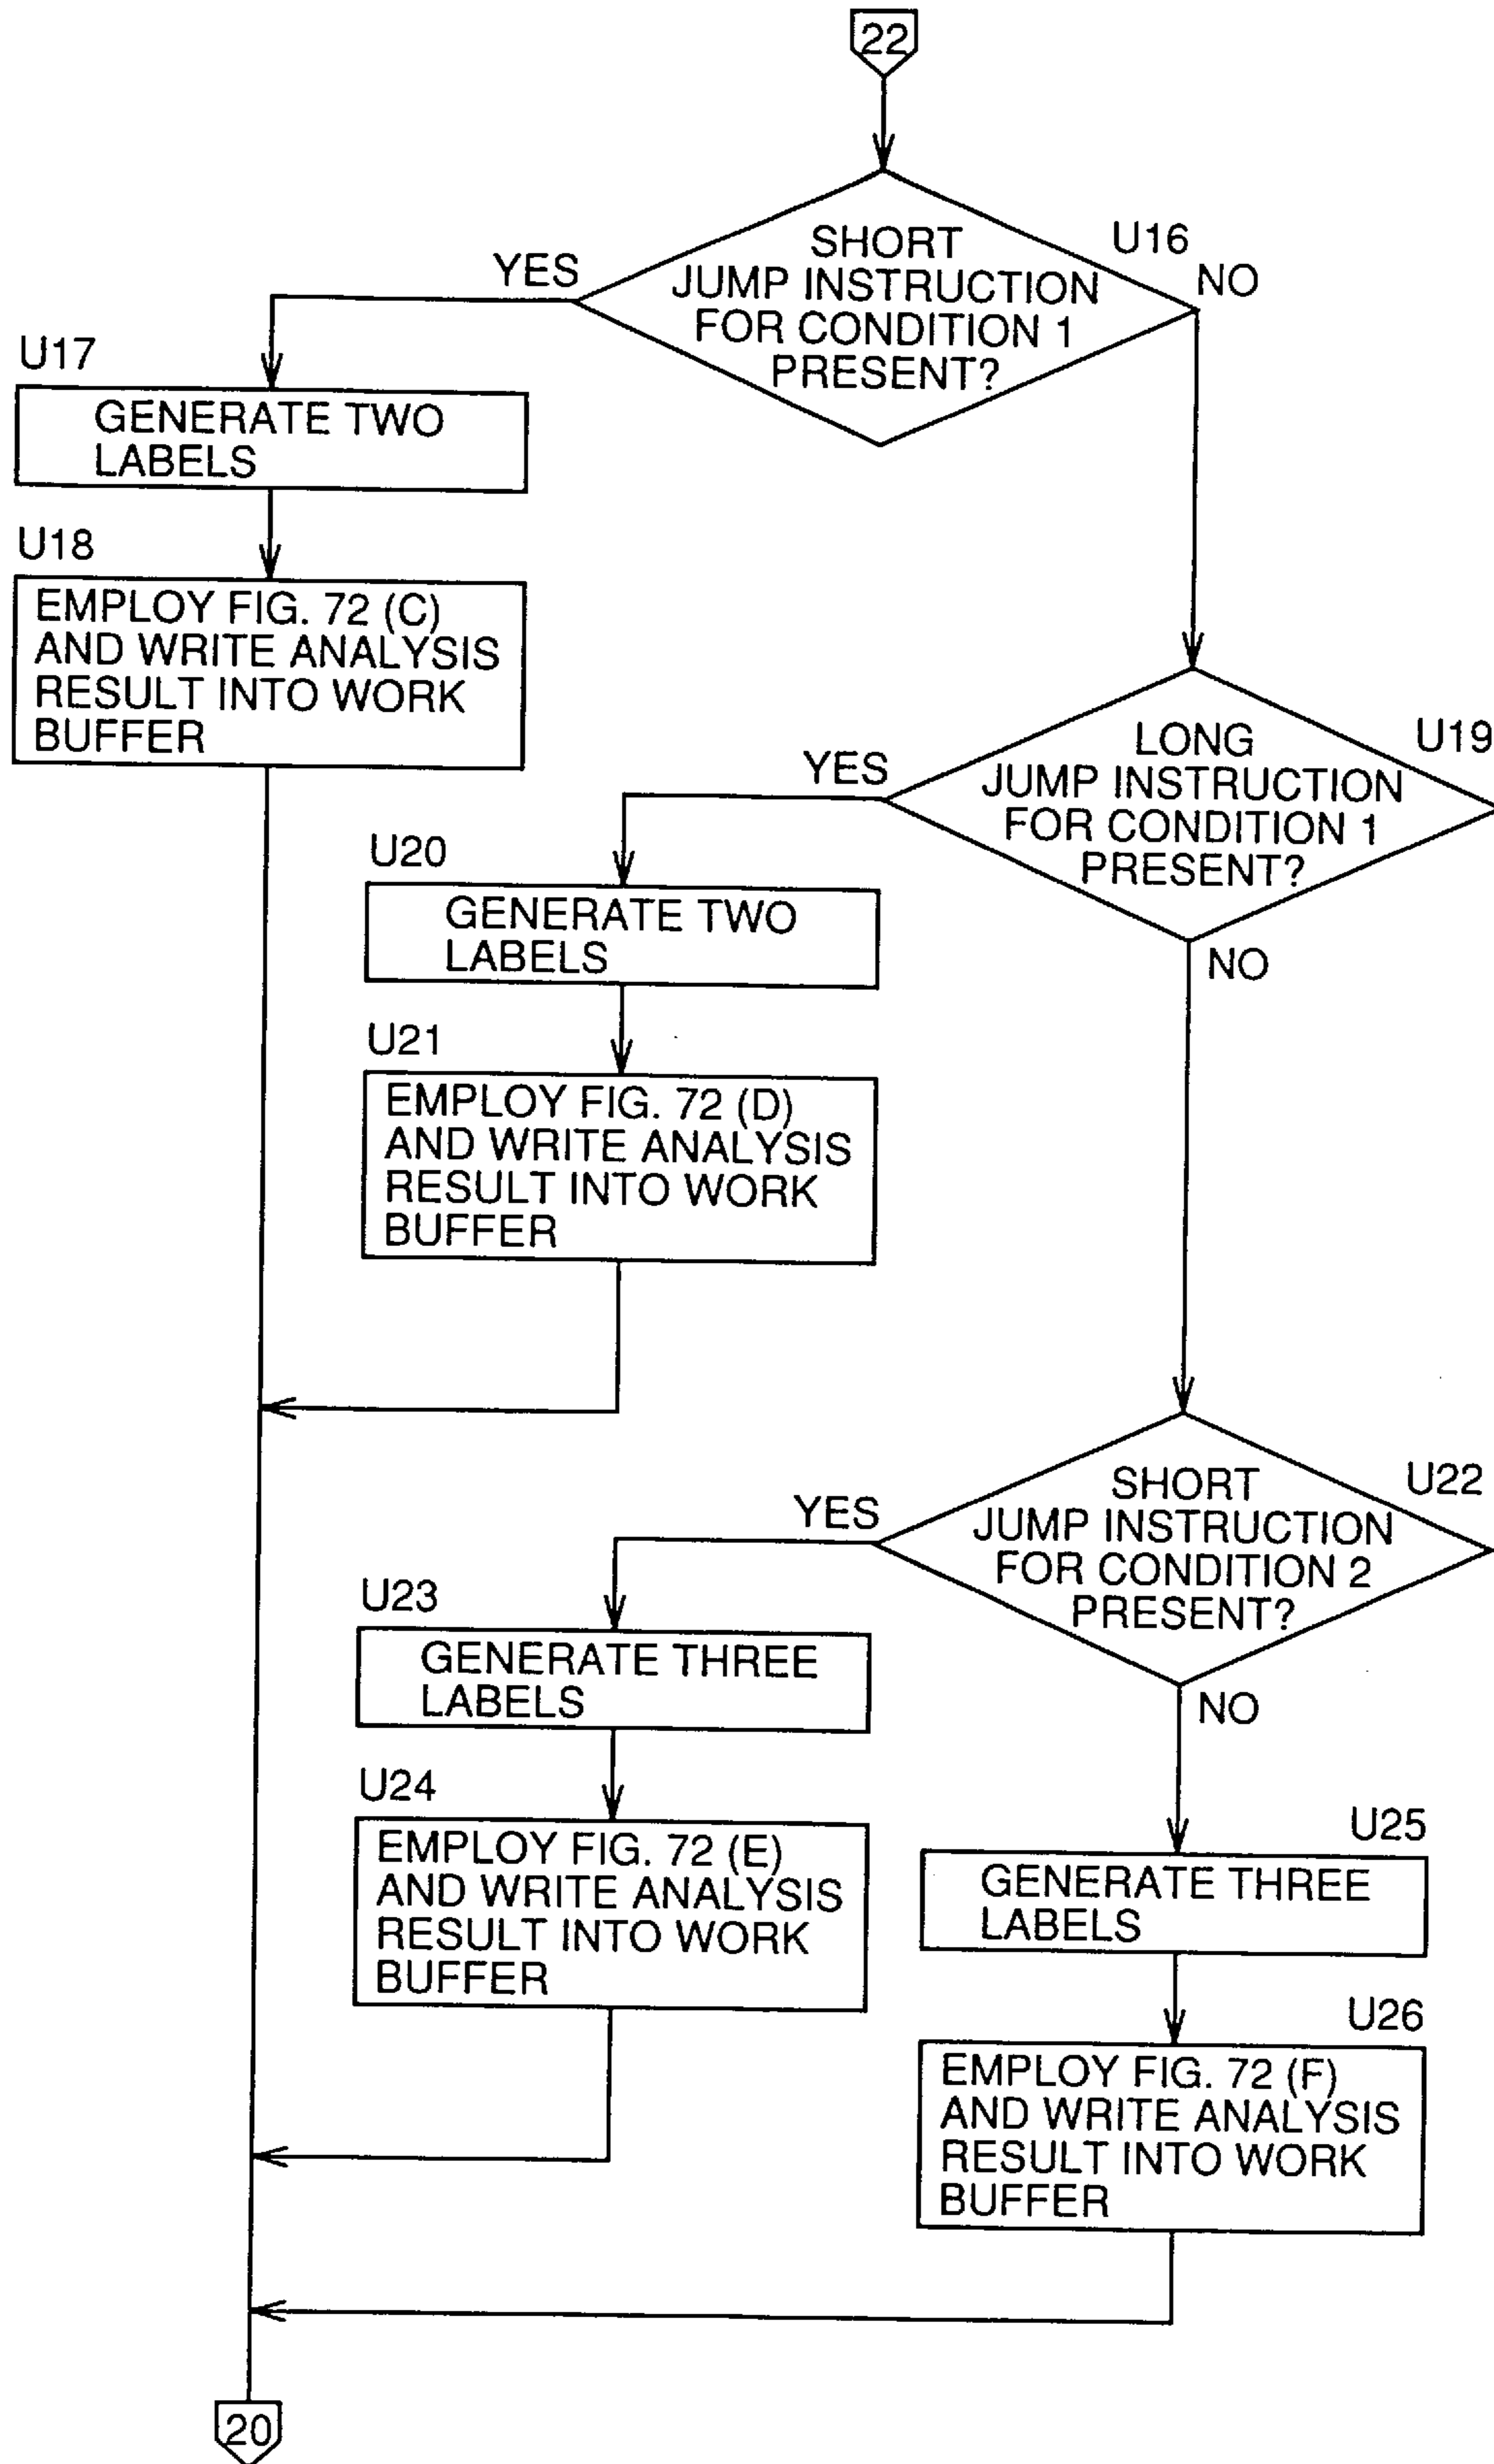 22
SHORT
JUMP INSTRUCTION
FOR CONDITION 1
PRESENT?
U16
YES
NO
U17
GENERATE TWO
LABELS
U18
EMPLOY FIG. 72 (C)
AND WRITE ANALYSIS
RESULT INTO WORK
BUFFER
LONG
JUMP INSTRUCTION
FOR CONDITION 1
PRESENT?
U19
YES
NO
U20
GENERATE TWO
LABELS
U21
EMPLOY FIG. 72 (D)
AND WRITE ANALYSIS
RESULT INTO WORK
BUFFER
SHORT
JUMP INSTRUCTION
FOR CONDITION 2
PRESENT?
U22
YES
NO
U23
GENERATE THREE
LABELS
U24
EMPLOY FIG. 72 (E)
AND WRITE ANALYSIS
RESULT INTO WORK
BUFFER
U25
GENERATE THREE
LABELS
U26
EMPLOY FIG. 72 (F)
AND WRITE ANALYSIS
RESULT INTO WORK
BUFFER
20